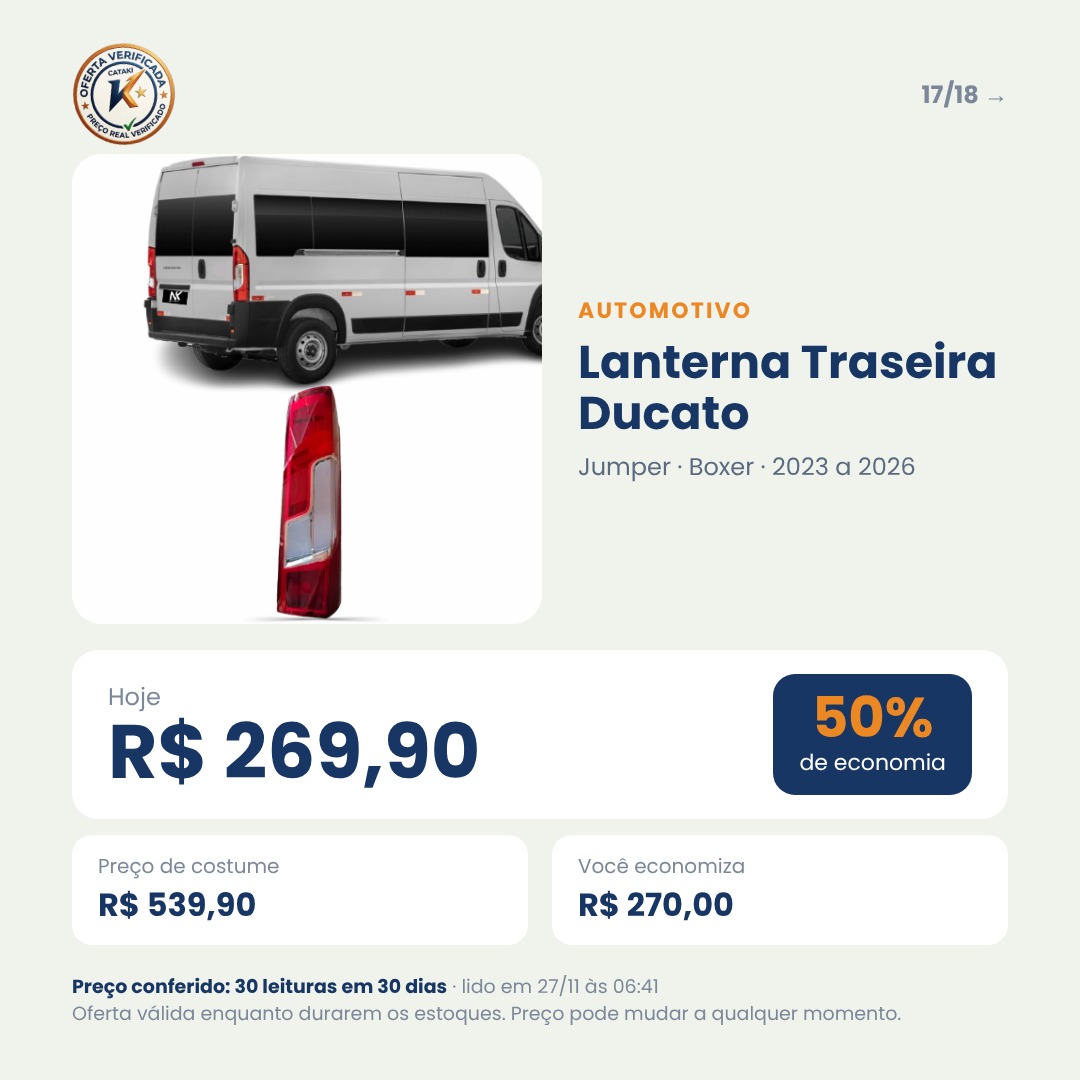 OFERTA VERIFICADA
CATAKI
K
PREÇO REAL VERIFICADO
17/18 →
NK
AUTOMOTIVO
Lanterna Traseira
Ducato
Jumper · Boxer · 2023 a 2026
Hoje
R$ 269,90
50%
de economia
Preço de costume
R$ 539,90
Você economiza
R$ 270,00
Preço conferido: 30 leituras em 30 dias · lido em 27/11 às 06:41
Oferta válida enquanto durarem os estoques. Preço pode mudar a qualquer momento.